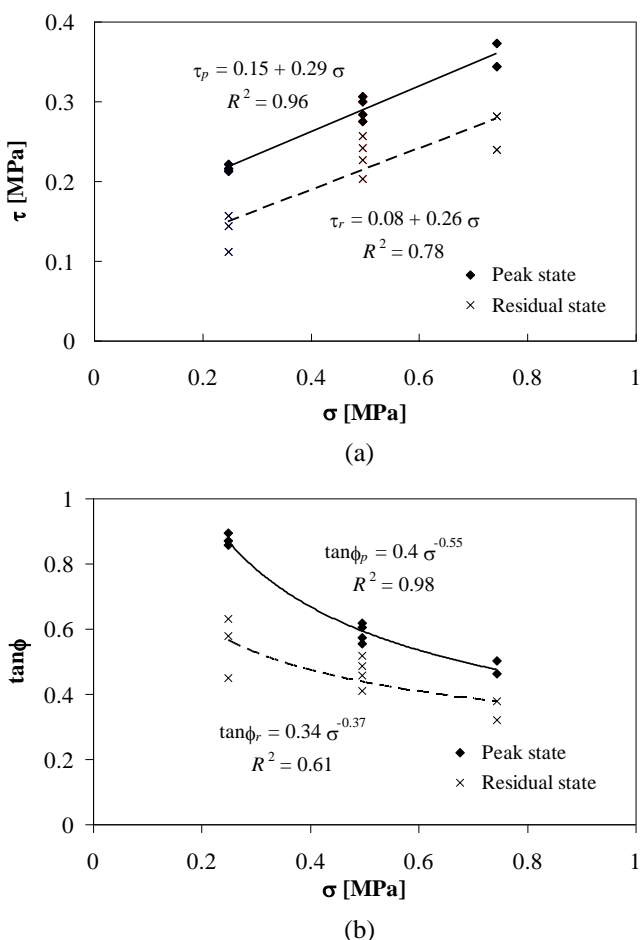 0.4
τp = 0.15 + 0.29 σ
R² = 0.96
0.3
τ [MPa]
0.2
τr = 0.08 + 0.26 σ
R² = 0.78
0.1
Peak state
Residual state
0
0 0.2 0.4 0.6 0.8 1
σ [MPa]
(a)
1
0.8
tanϕp = 0.4 σ^-0.55
R² = 0.98
0.6
tanϕ
0.4
tanϕr = 0.34 σ^-0.37
R² = 0.61
0.2
Peak state
Residual state
0
0 0.2 0.4 0.6 0.8 1
σ [MPa]
(b)